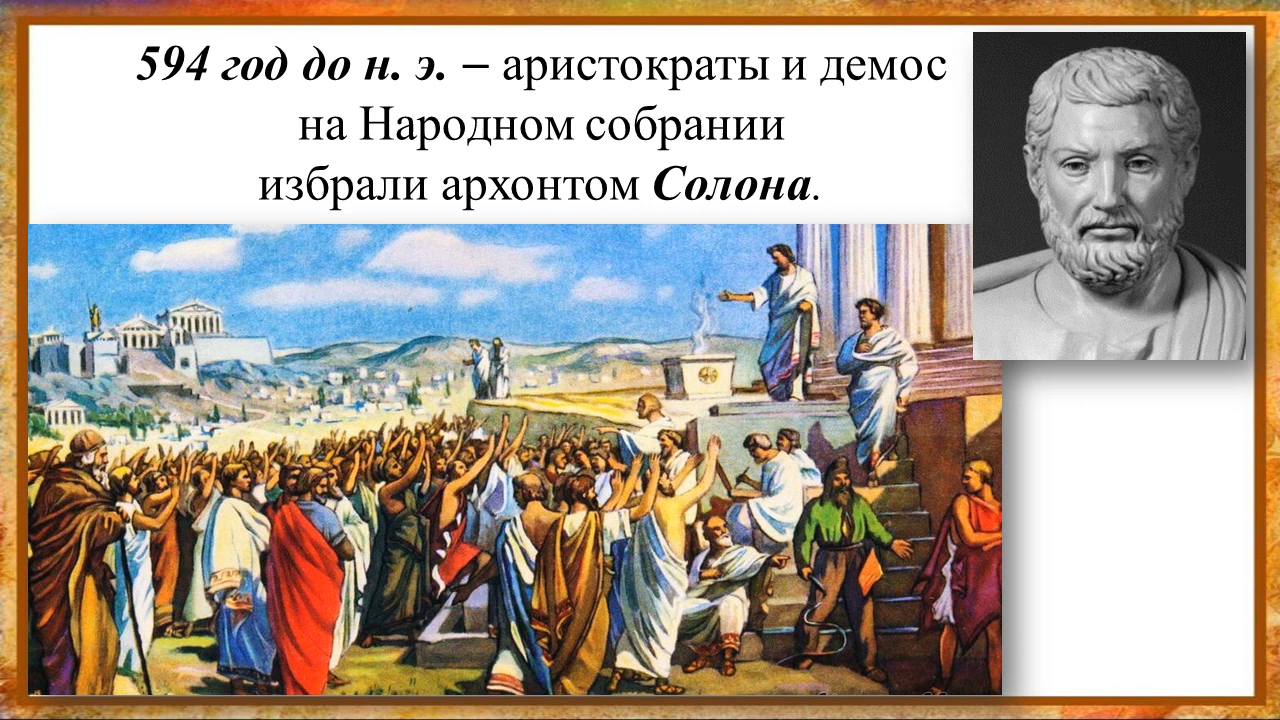 594 год до н. э. – аристократы и демос
на Народном собрании
избрали архонтом Солона.